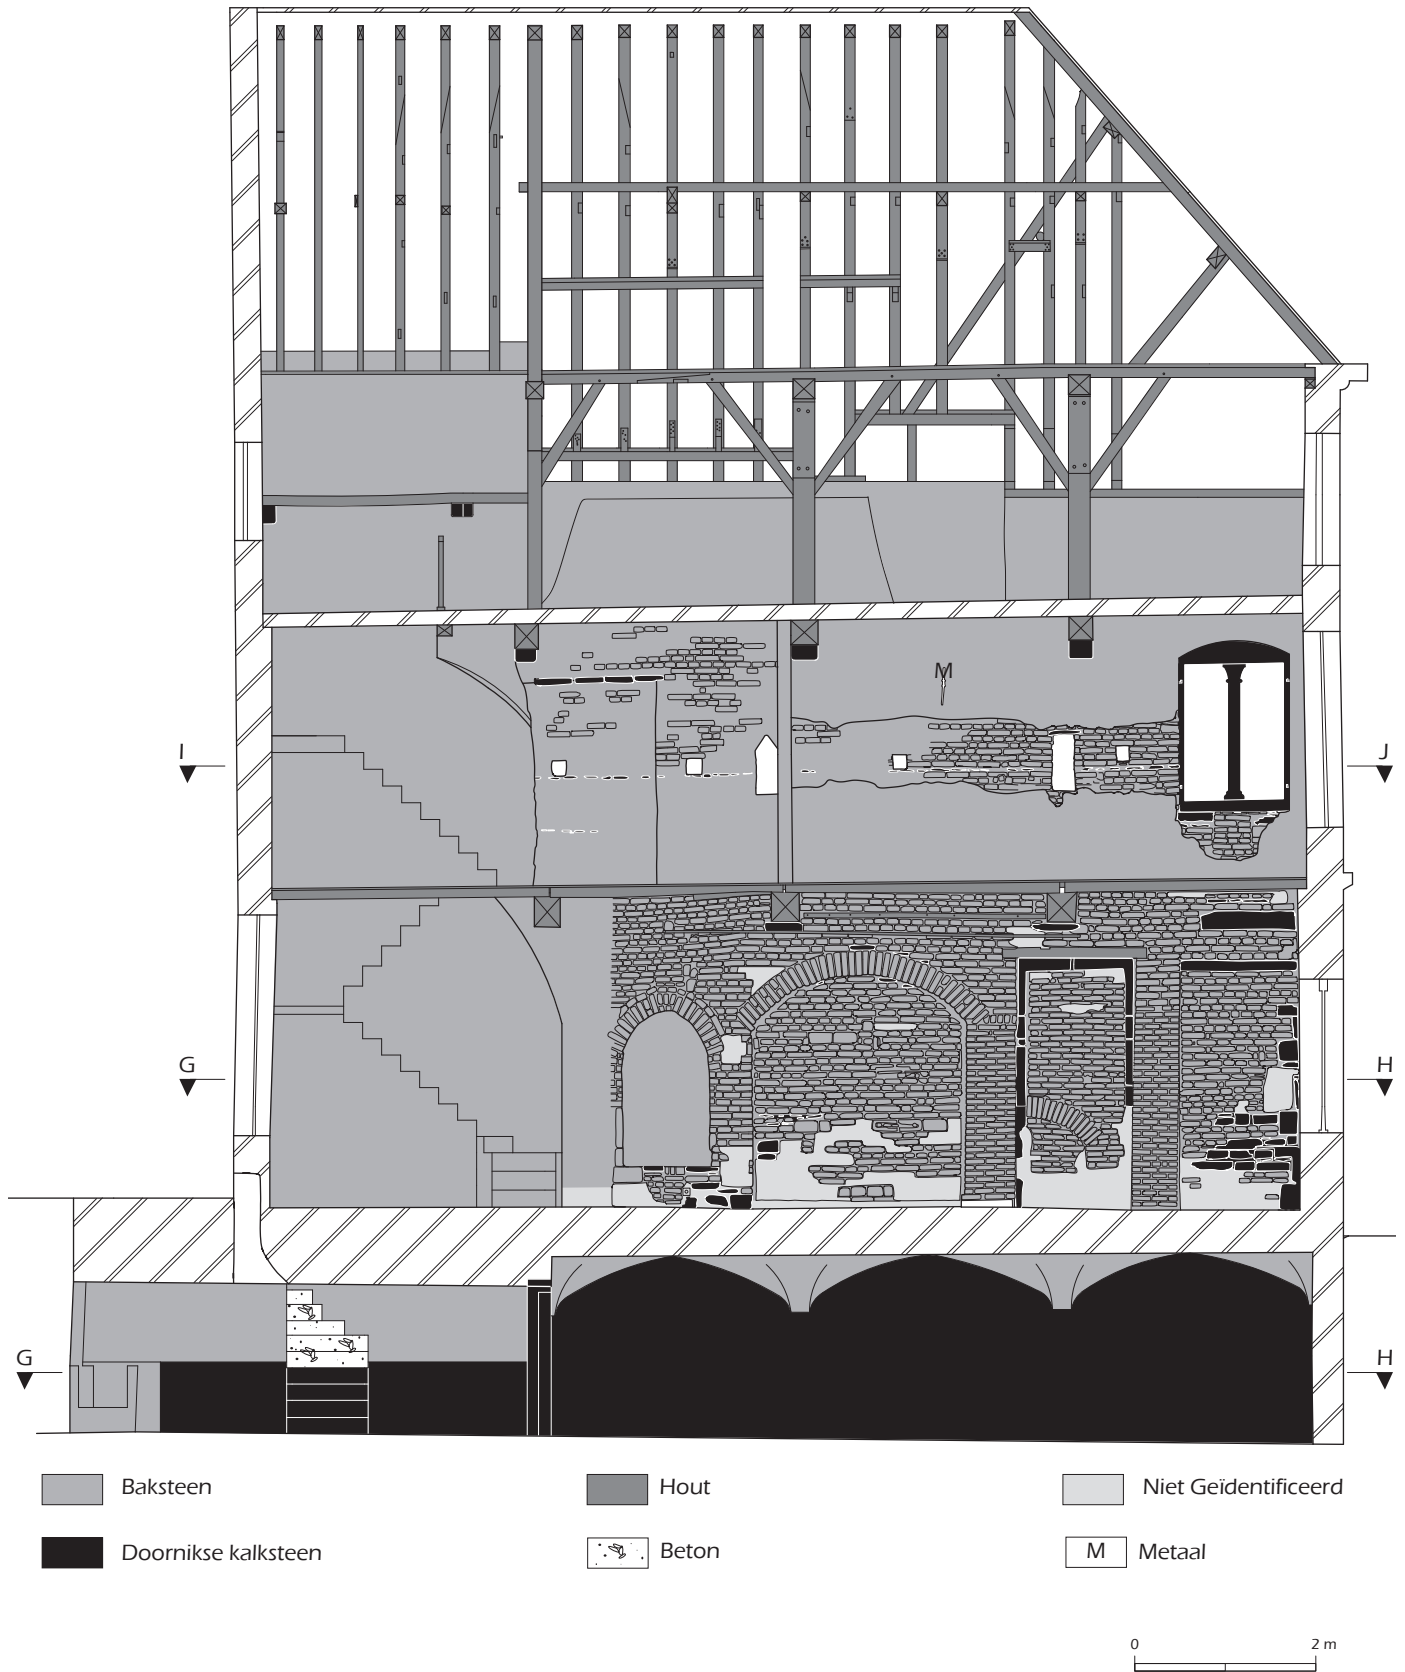 M
I
J
G
H
G
H
Baksteen
Hout
Niet Geïdentificeerd
Doornikse kalksteen
Beton
M Metaal
0 2 m